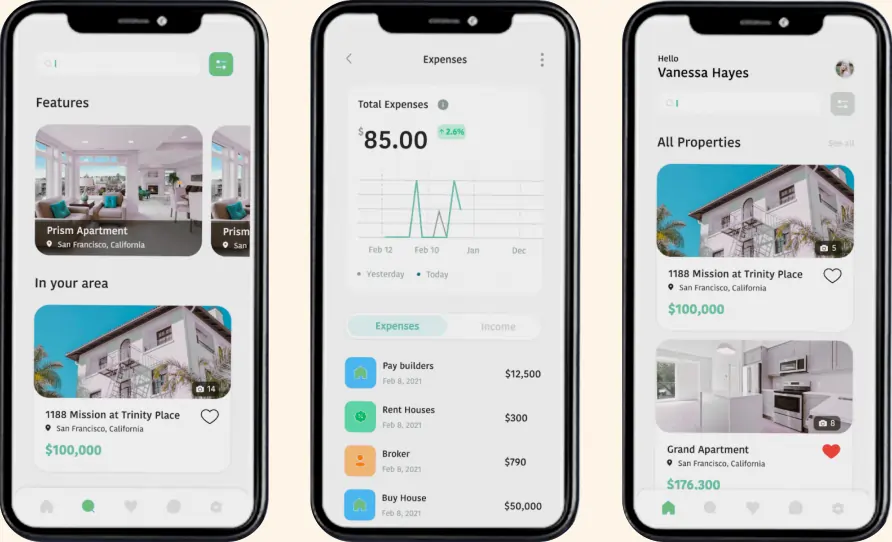 Features
Prism Apartment
San Francisco, California
Prism
San
In your area
14
1188 Mission at Trinity Place
San Francisco, California
$100,000
Expenses
Total Expenses
$85.00
↑ 2.6%
Feb 12 Feb 10 Jan Dec
Yesterday Today
Expenses Income
Pay builders
Feb 8, 2021
$12,500
Rent Houses
Feb 8, 2021
$300
Broker
Feb 8, 2021
$790
Buy House
Feb 8, 2021
$50,000
Hello
Vanessa Hayes
All Properties
See all
5
1188 Mission at Trinity Place
San Francisco, California
$100,000
8
Grand Apartment
San Francisco, California
$176,300